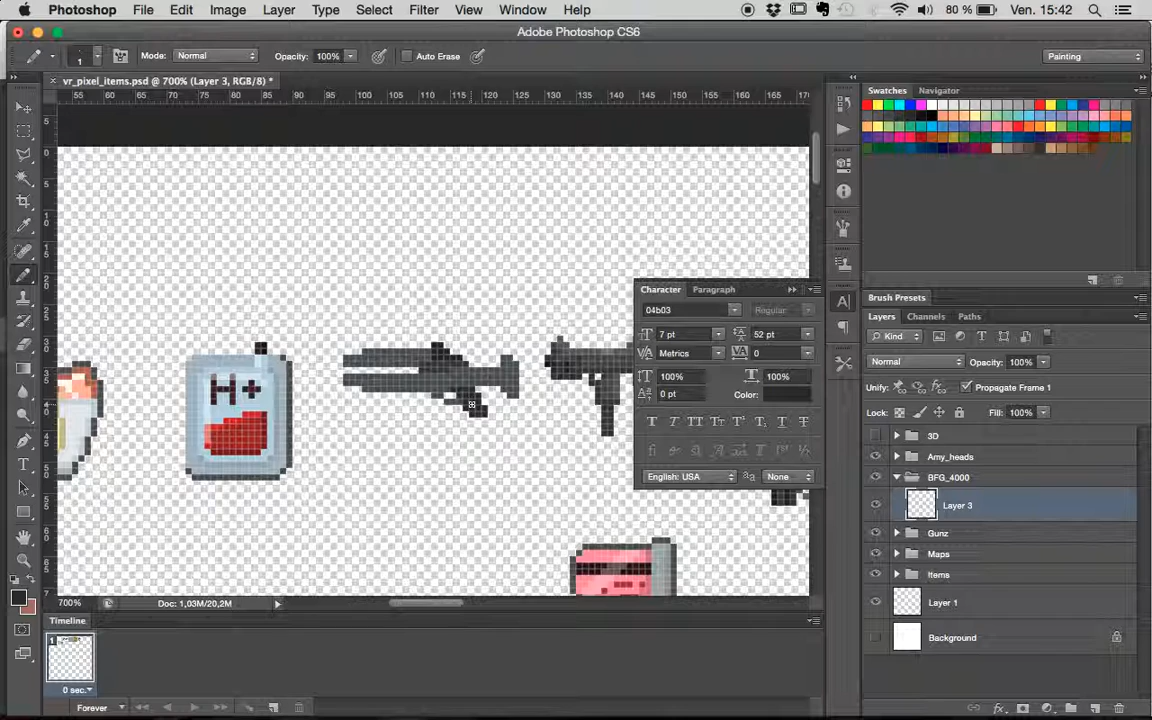 Photoshop File Edit Image Layer Type Select Filter View Window Help 80 % Ven. 15:42
Adobe Photoshop CS6
1 Mode: Normal Opacity: 100% Auto Erase Painting
vr_pixel_items.psd @ 700% (Layer 3, RGB/8) *
Swatches Navigator
55 60 65 70 75 80 85 90 95 100 105 110 115 120 125 130 135 140 145 150 155 160 165
H+
Character Paragraph
04b03 Regular
7 pt 52 pt
Metrics 0
100% 100%
0 pt Color:
T T TT Tt
English: USA None
Brush Presets
Layers Channels Paths
Kind
Normal Opacity: 100%
Unify: Propagate Frame 1
Lock: Fill: 100%
3D
Amy_heads
BFG_4000
Layer 3
Gunz
Maps
Items
Layer 1
Background
700% Doc: 1,03M/20,2M
Timeline
1
0 sec.
Forever